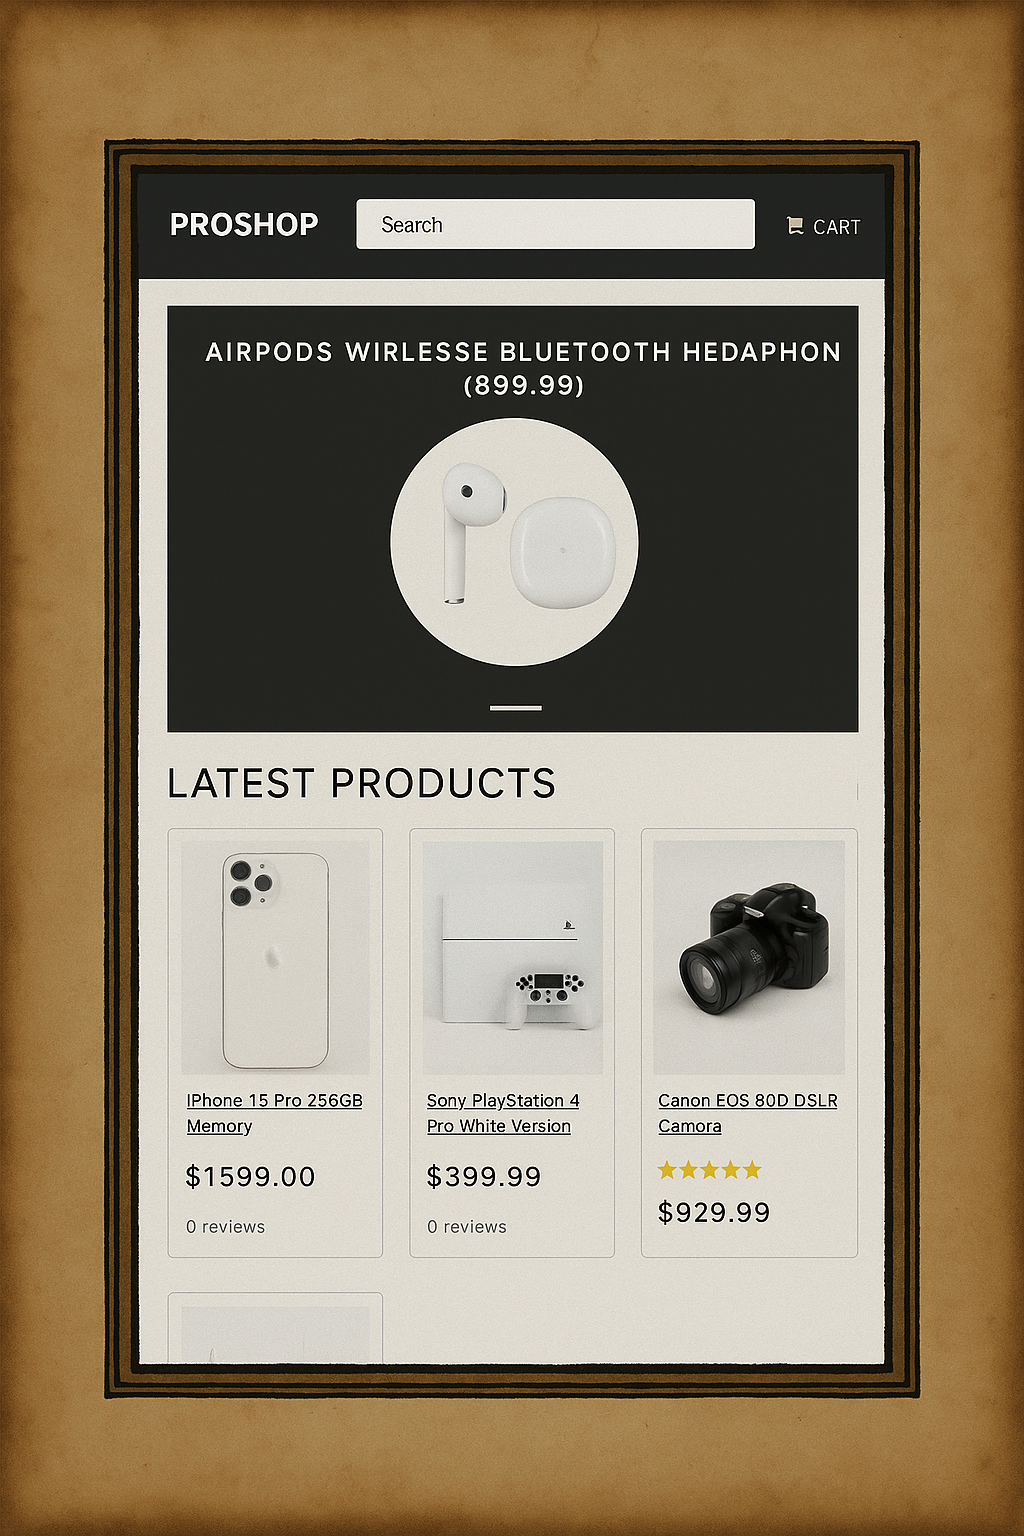 PROSHOP
Search
CART
AIRPODS WIRLESSE BLUETOOTH HEDAPHON
(899.99)
LATEST PRODUCTS
IPhone 15 Pro 256GB
Memory
$1599.00
0 reviews
Sony PlayStation 4
Pro White Version
$399.99
0 reviews
Canon EOS 80D DSLR
Camora
$929.99